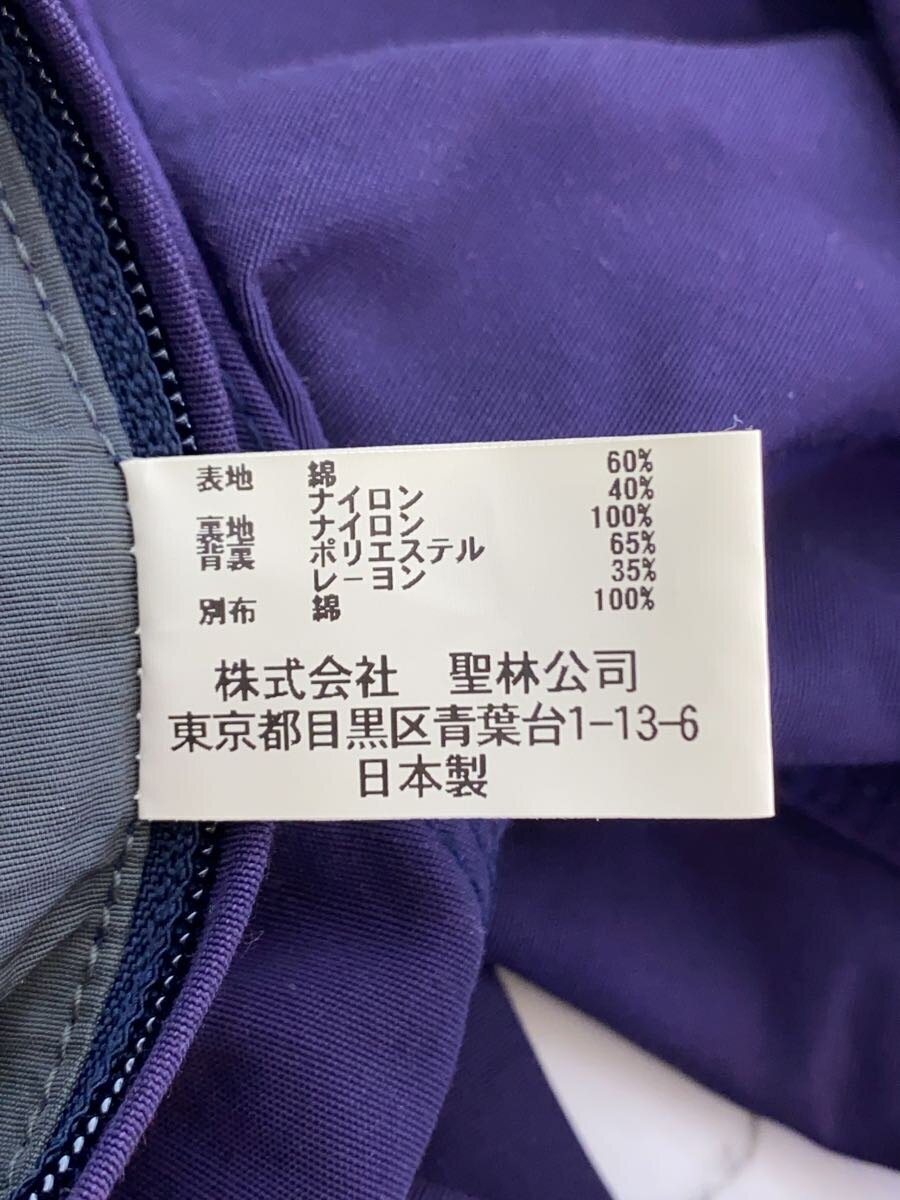 表地 綿 60%
ナイロン 40%
裏地 ナイロン 100%
背裏 ポリエステル 65%
レーヨン 35%
別布 綿 100%
株式会社 聖林公司
東京都目黒区青葉台1-13-6
日本製